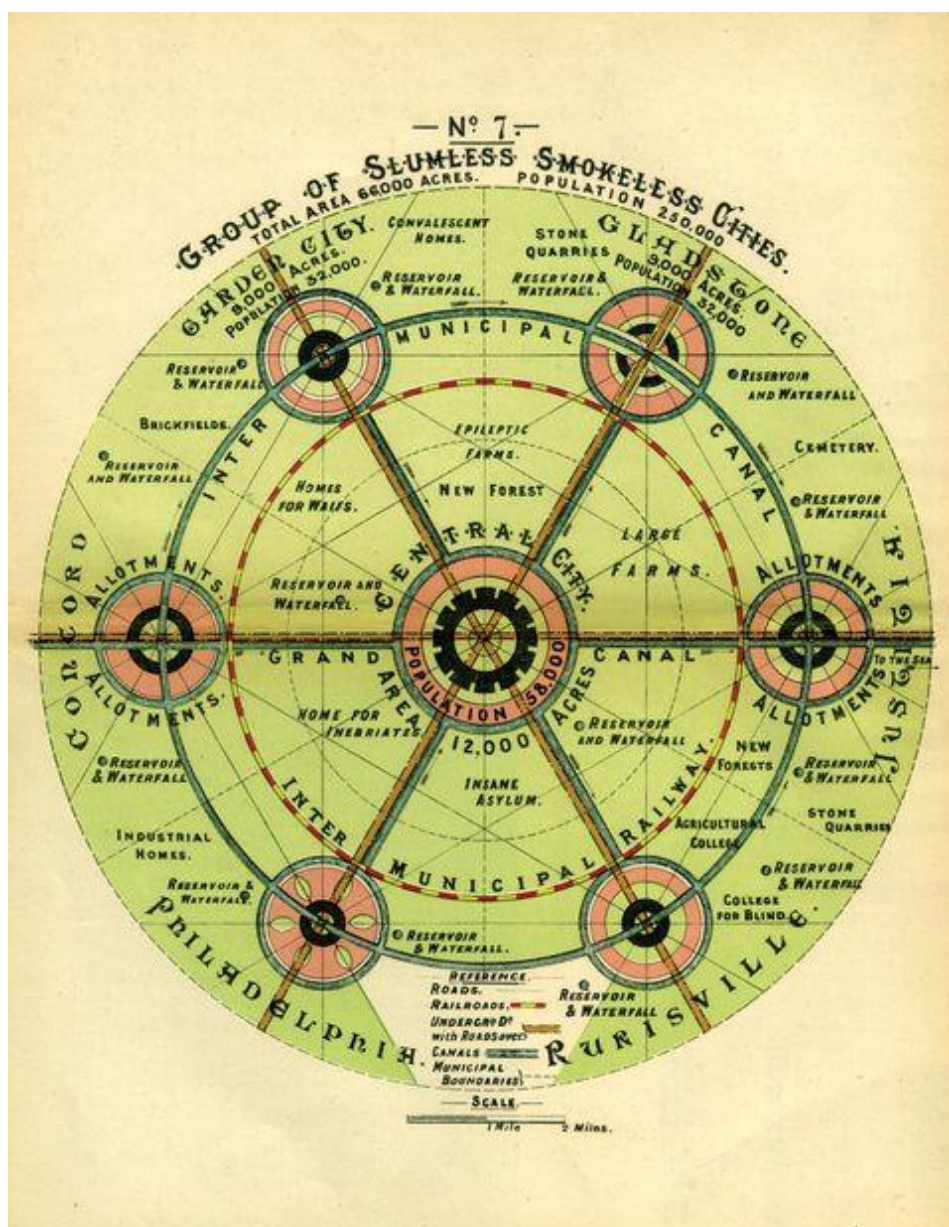 — Nº 7. —
GROUP OF SLUMLESS SMOKELESS CITIES.
TOTAL AREA 66,000 ACRES. POPULATION 250,000
GARDEN CITY.
9,000 ACRES.
POPULATION 32,000.
CONVALESCENT
HOMES.
STONE
QUARRIES
GLADSTONE
9,000 ACRES.
POPULATION 32,000
RESERVOIR
& WATERFALL.
RESERVOIR &
WATERFALL.
INTER MUNICIPAL CANAL
RESERVOIR
& WATERFALL
RESERVOIR
AND WATERFALL
BRICKFIELDS.
EPILEPTIC
FARMS.
CEMETERY.
RESERVOIR
AND WATERFALL
HOMES
FOR WAIFS.
NEW FOREST
RESERVOIR
& WATERFALL
LARGE
FARMS.
CENTRAL CITY.
CONCORD
ALLOTMENTS.
RESERVOIR AND
WATERFALL.
ALLOTMENTS
JUSTITIA
GRAND CANAL
TO THE SEA
POPULATION 58,000
AREA 12,000 ACRES
ALLOTMENTS
ALLOTMENTS
HOME FOR
INEBRIATES.
RESERVOIR
AND WATERFALL
NEW
FORESTS
RESERVOIR
& WATERFALL
RESERVOIR
& WATERFALL
INSANE
ASYLUM.
STONE
QUARRIES
INTER MUNICIPAL RAILWAY.
AGRICULTURAL
COLLEGE
INDUSTRIAL
HOMES.
RESERVOIR
& WATERFALL
RESERVOIR &
WATERFALL
COLLEGE
FOR BLIND.
RESERVOIR
& WATERFALL.
PHILADELPHIA.
RURISVILLE.
REFERENCE.
ROADS.
RAILROADS.
UNDERGRD.
with ROADS over
CANALS
MUNICIPAL
BOUNDARIES
RESERVOIR
& WATERFALL
SCALE.
1 Mile 2 Miles.